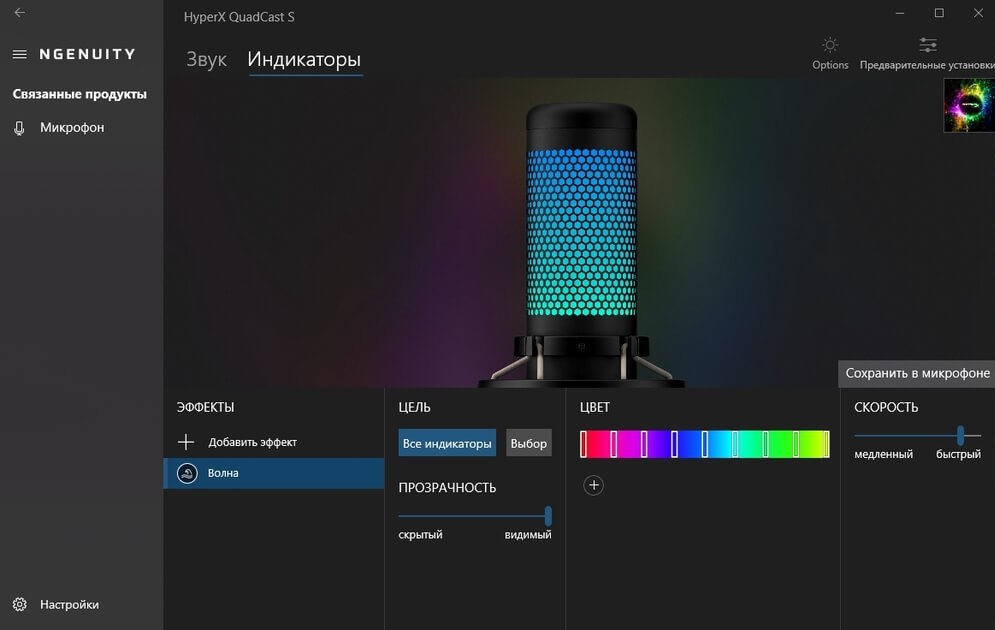 HyperX QuadCast S
NGENUITY
Звук
Индикаторы
Options
Предварительные установки
Связанные продукты
Микрофон
Сохранить в микрофоне
ЭФФЕКТЫ
Добавить эффект
Волна
ЦЕЛЬ
Все индикаторы
Выбор
ПРОЗРАЧНОСТЬ
скрытый
видимый
ЦВЕТ
СКОРОСТЬ
медленный
быстрый
Настройки